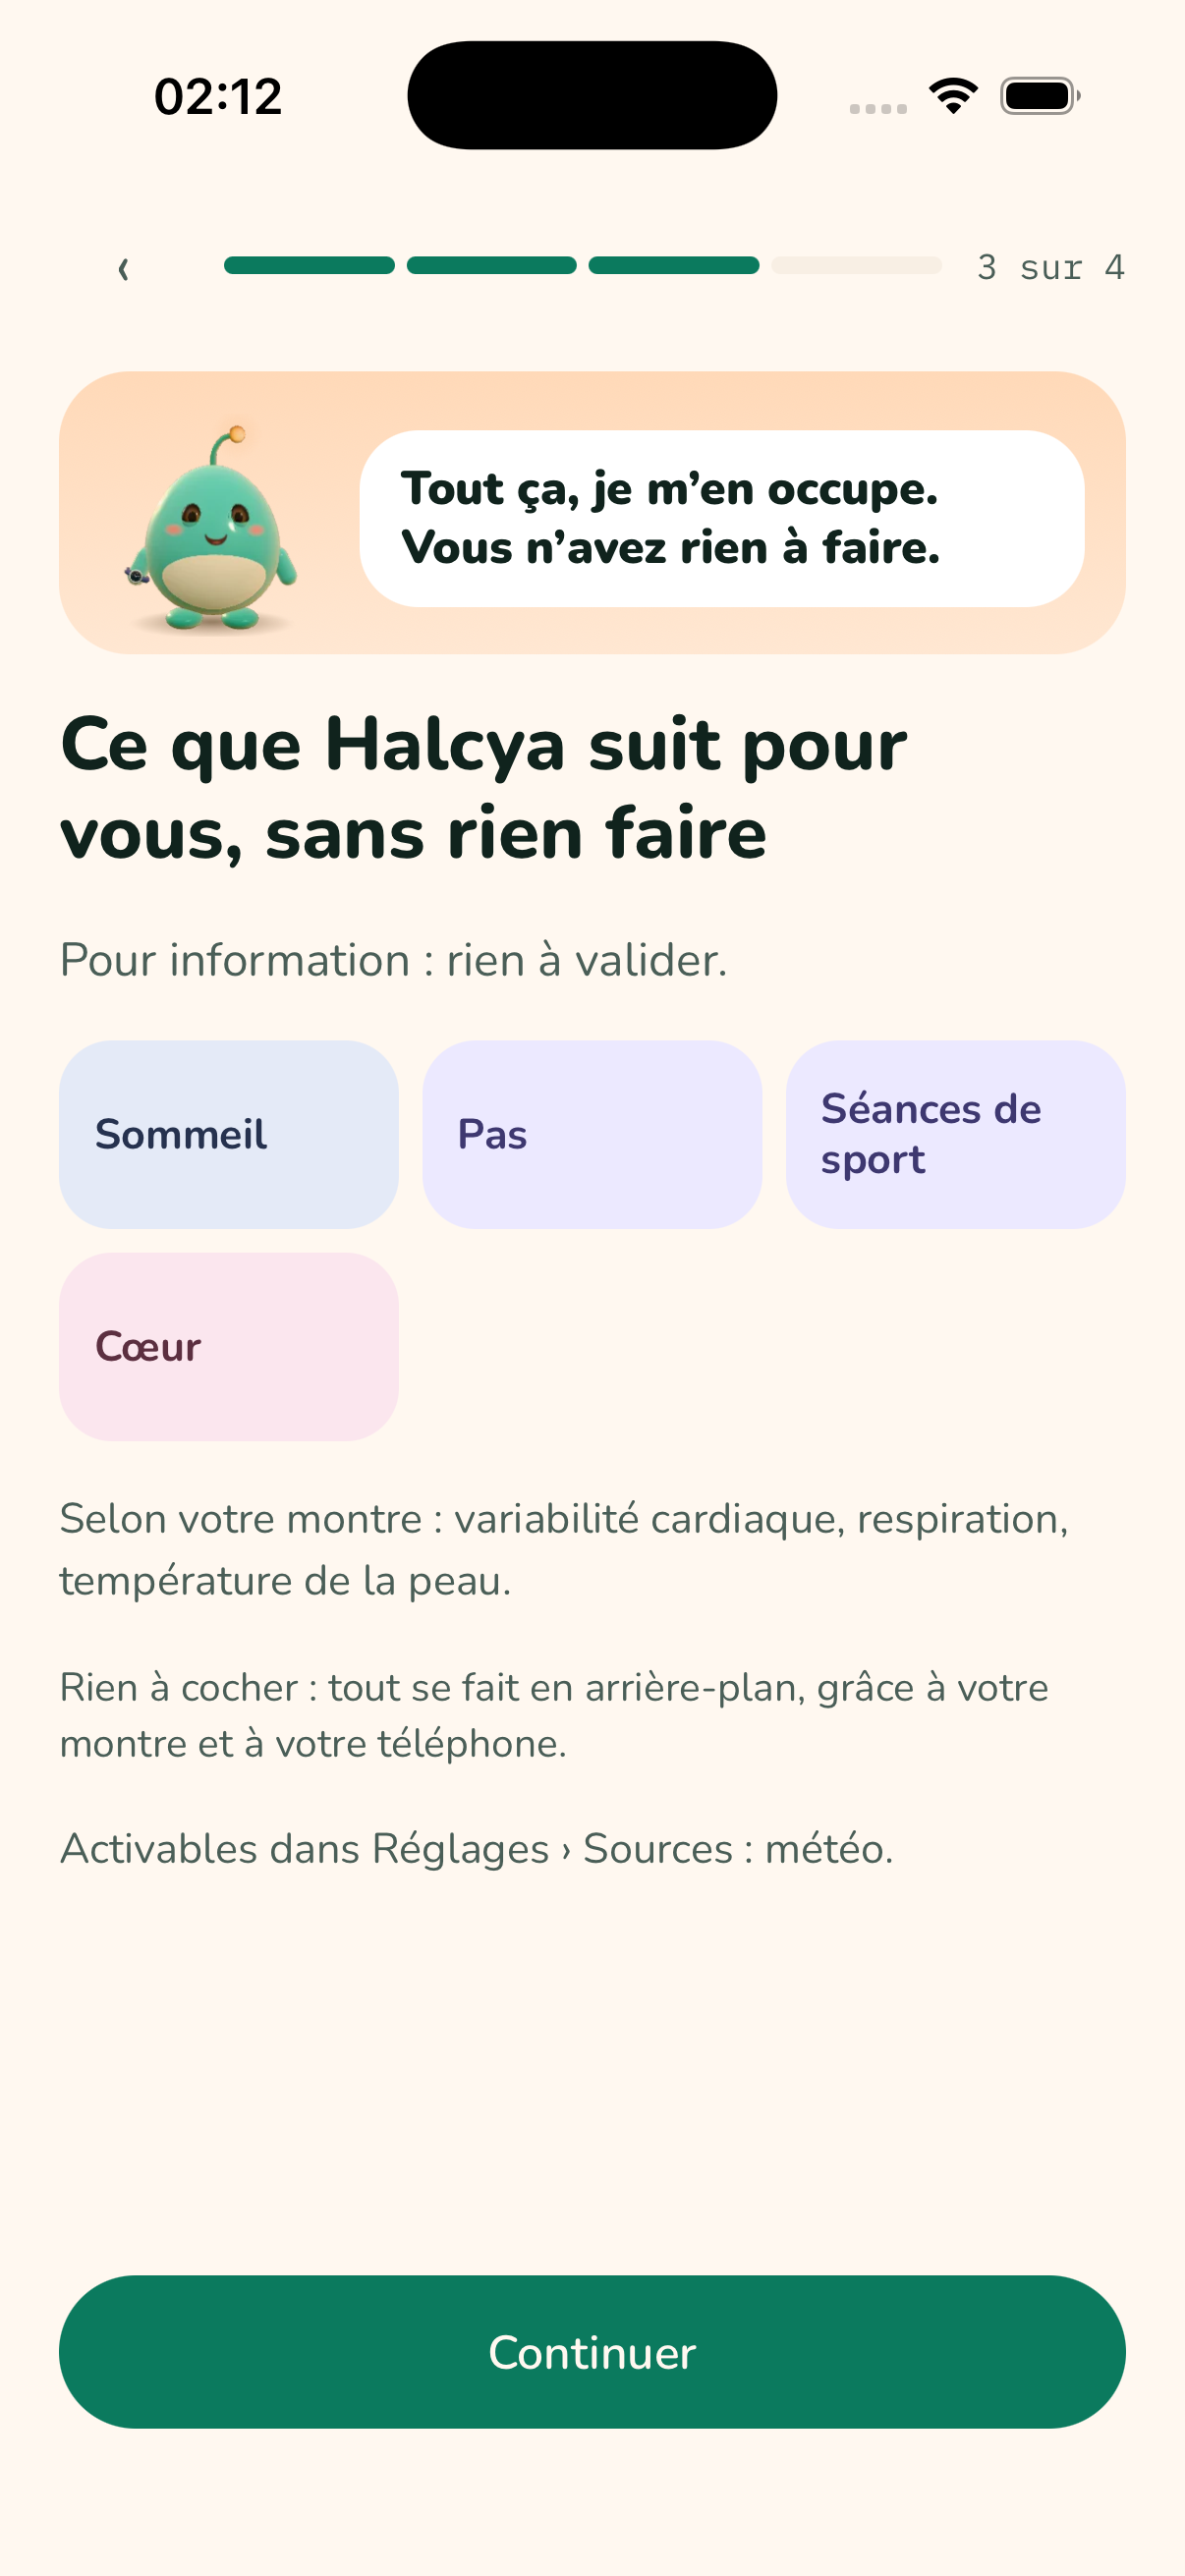 02:12
‹
3 sur 4
Tout ça, je m’en occupe.
Vous n’avez rien à faire.
Ce que Halcya suit pour
vous, sans rien faire
Pour information : rien à valider.
Sommeil
Pas
Séances de
sport
Cœur
Selon votre montre : variabilité cardiaque, respiration,
température de la peau.
Rien à cocher : tout se fait en arrière-plan, grâce à votre
montre et à votre téléphone.
Activables dans Réglages › Sources : météo.
Continuer